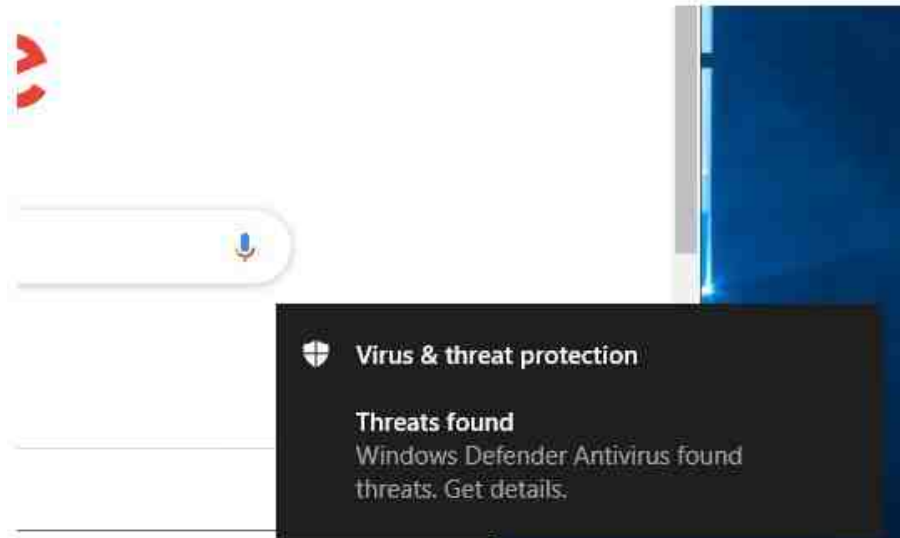 e
Virus & threat protection
Threats found
Windows Defender Antivirus found
threats. Get details.